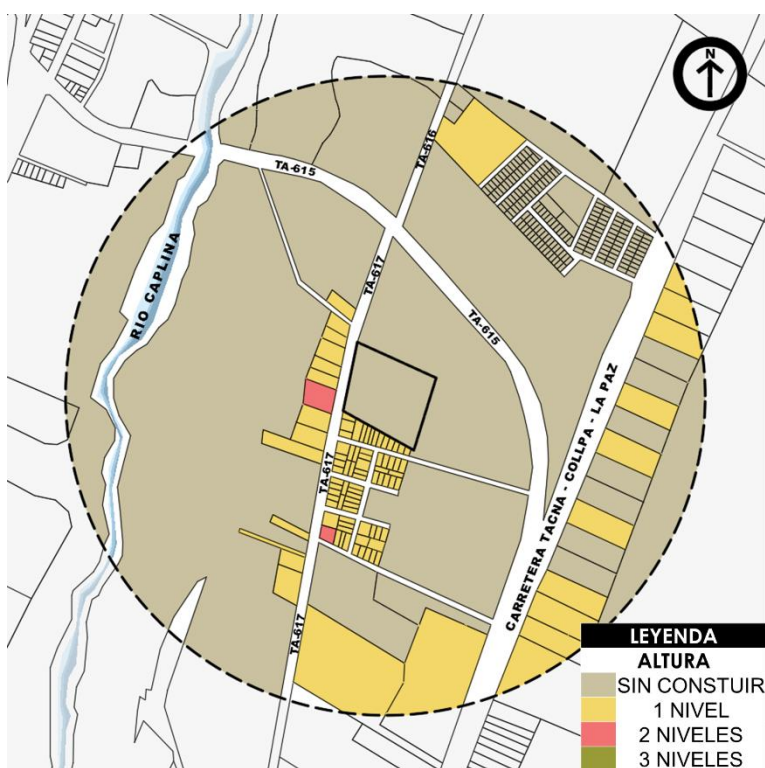 N
TA-616
TA-615
RIO CAPLINA
TA-617
TA-615
TA-617
CARRETERA TACNA - COLLPA - LA PAZ
TA-617
LEYENDA
ALTURA
SIN CONSTUIR
1 NIVEL
2 NIVELES
3 NIVELES